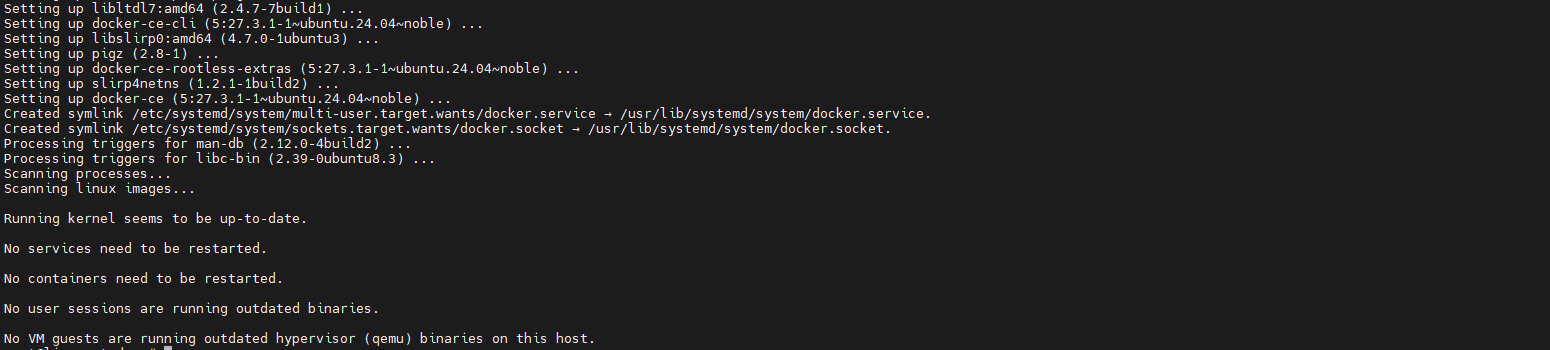 Setting up libltdl7:amd64 (2.4.7-7build1) ...
Setting up docker-ce-cli (5:27.3.1-1~ubuntu.24.04~noble) ...
Setting up libslirp0:amd64 (4.7.0-1ubuntu3) ...
Setting up pigz (2.8-1) ...
Setting up docker-ce-rootless-extras (5:27.3.1-1~ubuntu.24.04~noble) ...
Setting up slirp4netns (1.2.1-1build2) ...
Setting up docker-ce (5:27.3.1-1~ubuntu.24.04~noble) ...
Created symlink /etc/systemd/system/multi-user.target.wants/docker.service → /usr/lib/systemd/system/docker.service.
Created symlink /etc/systemd/system/sockets.target.wants/docker.socket → /usr/lib/systemd/system/docker.socket.
Processing triggers for man-db (2.12.0-4build2) ...
Processing triggers for libc-bin (2.39-0ubuntu8.3) ...
Scanning processes...
Scanning linux images...
Running kernel seems to be up-to-date.
No services need to be restarted.
No containers need to be restarted.
No user sessions are running outdated binaries.
No VM guests are running outdated hypervisor (qemu) binaries on this host.